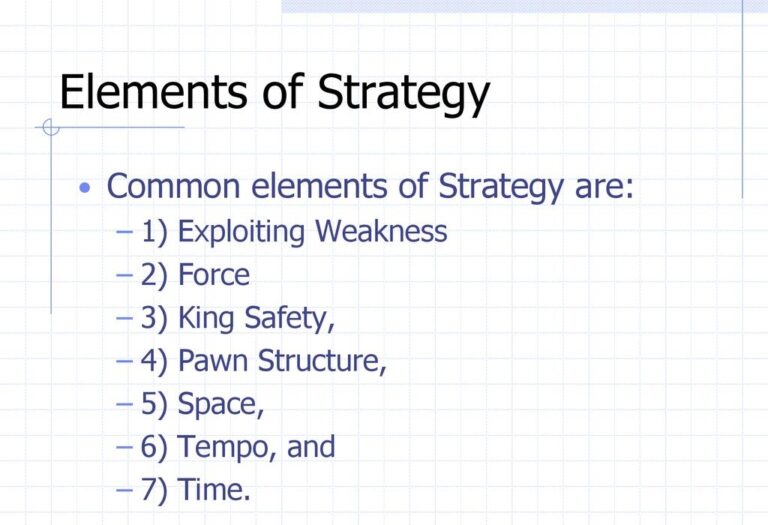 Elements of Strategy
• Common elements of Strategy are:
– 1) Exploiting Weakness
– 2) Force
– 3) King Safety,
– 4) Pawn Structure,
– 5) Space,
– 6) Tempo, and
– 7) Time.